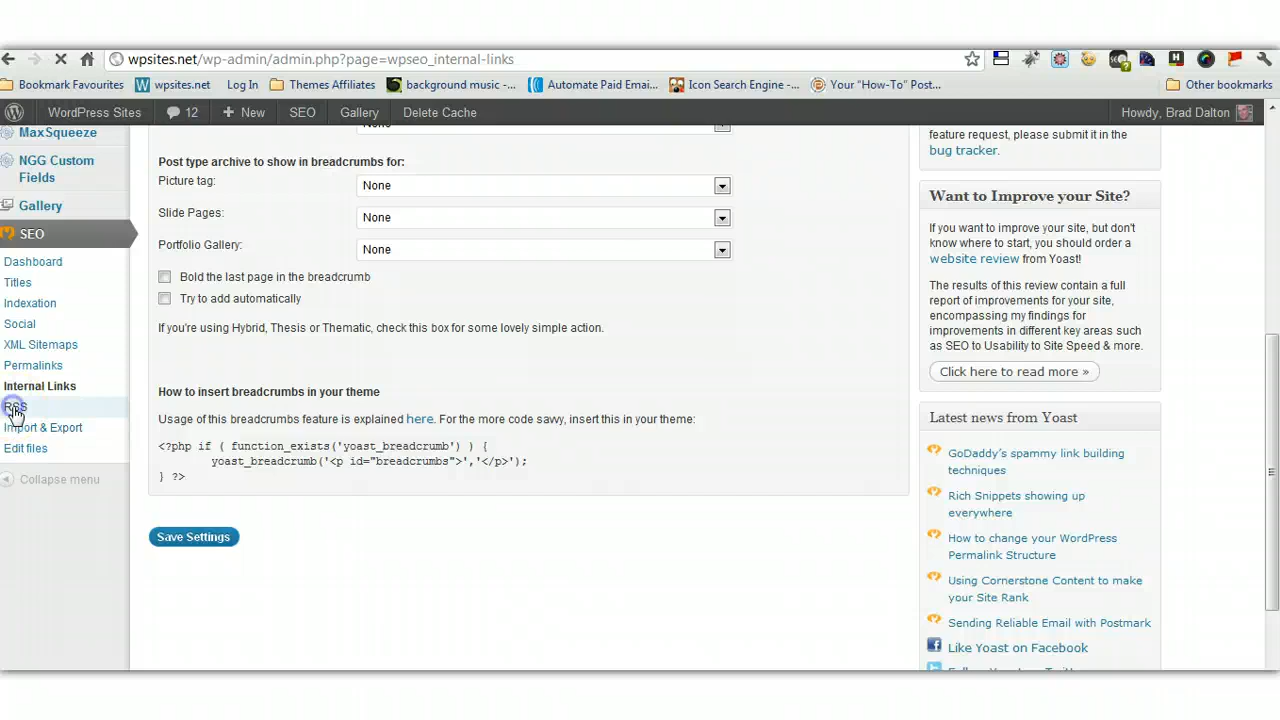 wpsites.net/wp-admin/admin.php?page=wpseo_internal-links
Bookmark Favourites wpsites.net Log In Themes Affiliates background music -... Automate Paid Emai... Icon Search Engine -... Your “How-To” Post... Other bookmarks
WordPress Sites 12 + New SEO Gallery Delete Cache Howdy, Brad Dalton
MaxSqueeze
NGG Custom
Fields
Gallery
SEO
Dashboard
Titles
Indexation
Social
XML Sitemaps
Permalinks
Internal Links
RSS
Import & Export
Edit files
Collapse menu
None
Post type archive to show in breadcrumbs for:
Picture tag: None
Slide Pages: None
Portfolio Gallery: None
Bold the last page in the breadcrumb
Try to add automatically
If you're using Hybrid, Thesis or Thematic, check this box for some lovely simple action.
How to insert breadcrumbs in your theme
Usage of this breadcrumbs feature is explained here. For the more code savvy, insert this in your theme:
<?php if ( function_exists('yoast_breadcrumb') ) {
yoast_breadcrumb('<p id="breadcrumbs">','</p>');
} ?>
Save Settings
feature request, please submit it in the
bug tracker.
Want to Improve your Site?
If you want to improve your site, but don't
know where to start, you should order a
website review from Yoast!
The results of this review contain a full
report of improvements for your site,
encompassing my findings for
improvements in different key areas such
as SEO to Usability to Site Speed & more.
Click here to read more »
Latest news from Yoast
GoDaddy's spammy link building
techniques
Rich Snippets showing up
everywhere
How to change your WordPress
Permalink Structure
Using Cornerstone Content to make
your Site Rank
Sending Reliable Email with Postmark
Like Yoast on Facebook